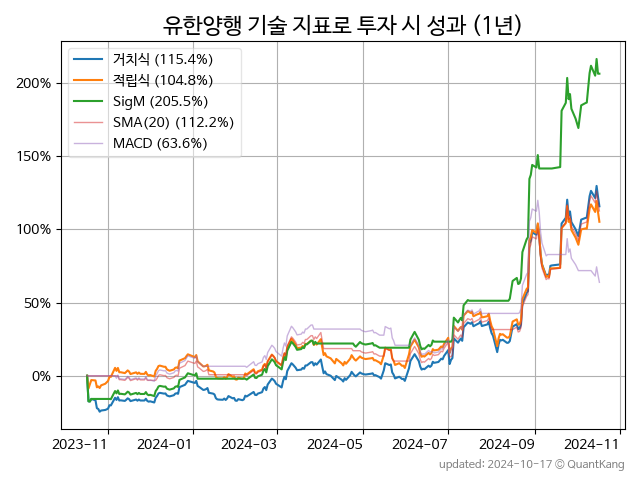 유한양행 기술 지표로 투자 시 성과 (1년)
거치식 (115.4%)
적립식 (104.8%)
SigM (205.5%)
SMA(20) (112.2%)
MACD (63.6%)
200%
150%
100%
50%
0%
2023-11 2024-01 2024-03 2024-05 2024-07 2024-09 2024-11
updated: 2024-10-17 © QuantKang